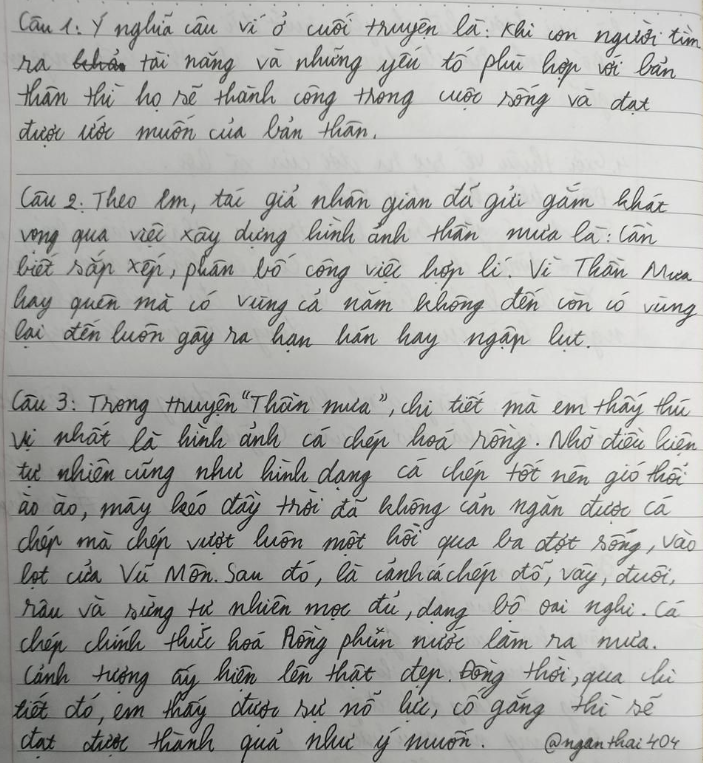 Câu 1: Ý nghĩa câu ví ở cuối truyện là: Khi con người tìm
ra khả tài năng và những yếu tố phù hợp với bản
thân thì họ sẽ thành công trong cuộc sống và đạt
được ước muốn của bản thân.
Câu 2: Theo em, tác giả nhân gian đã gửi gắm khát
vọng qua việc xây dựng hình ảnh thần mưa là: Cần
biết sắp xếp, phân bố công việc hợp lí. Vì Thần Mưa
hay quên mà có vùng cả năm không đến còn có vùng
lại đến luôn gây ra hạn hán hay ngập lụt.
Câu 3: Trong truyện "Thần mưa", chi tiết mà em thấy thú
vị nhất là hình ảnh cá chép hoá rồng. Nhờ điều kiện
tự nhiên cũng như hình dạng cá chép tốt nên gió thổi
ào ào, mây kéo đầy trời đã không cản ngăn được cá
chép mà chép vượt luôn một hồi qua ba đợt sóng, vào
lọt cửa Vũ Môn. Sau đó, là cảnh cá chép đỗ, vây, đuôi,
râu và sừng tự nhiên mọc đủ, dạng bộ oai nghi. Cá
chép chính thức hoá Rồng phun nước làm ra mưa.
Cảnh tượng ấy hiện lên thật đẹp. Đồng thời, qua chi
tiết đó, em thấy được sự nỗ lực, cố gắng thì sẽ
đạt được thành quả như ý muốn. @nganthai404